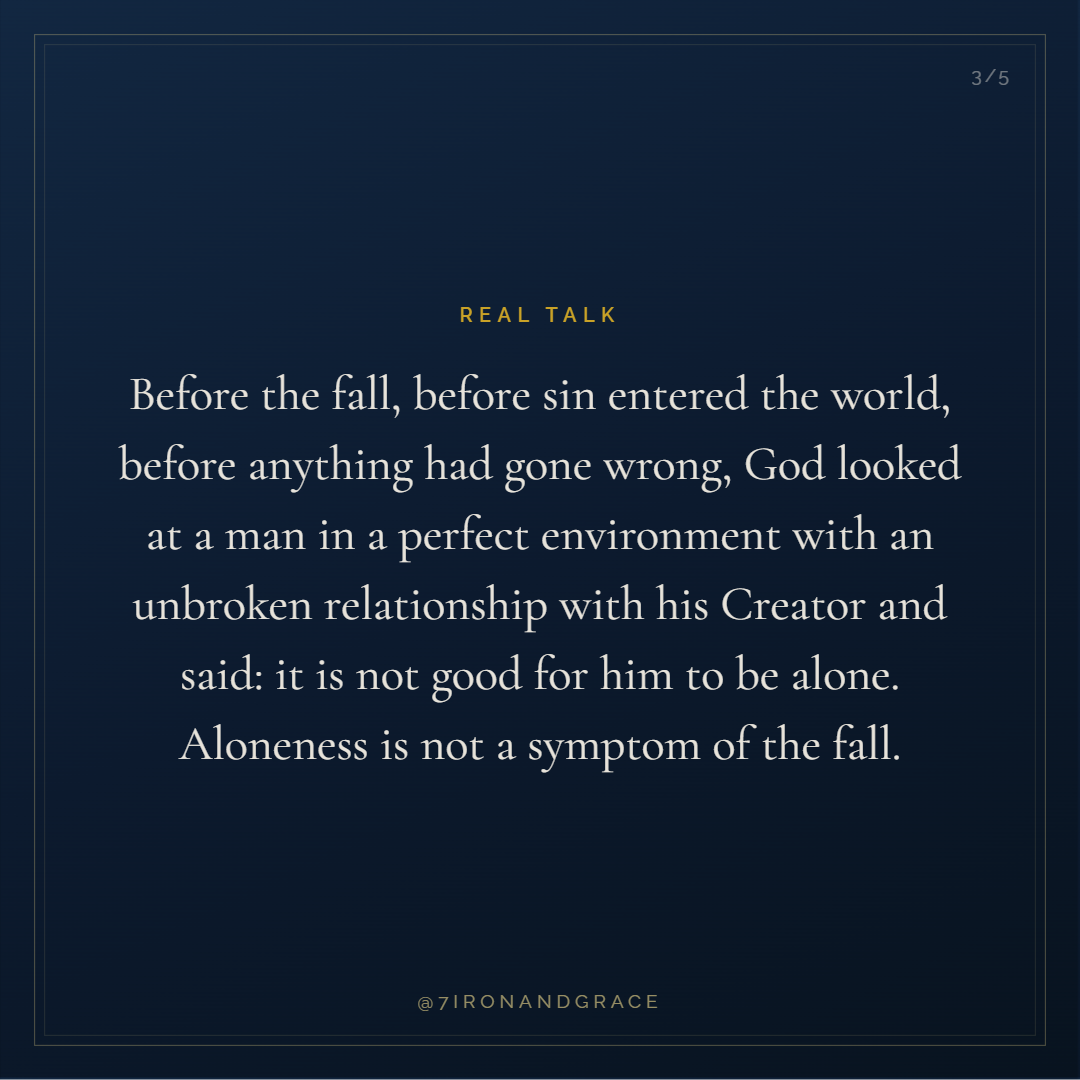 3/5
REAL TALK
Before the fall, before sin entered the world,
before anything had gone wrong, God looked
at a man in a perfect environment with an
unbroken relationship with his Creator and
said: it is not good for him to be alone.
Aloneness is not a symptom of the fall.
@7IRONANDGRACE